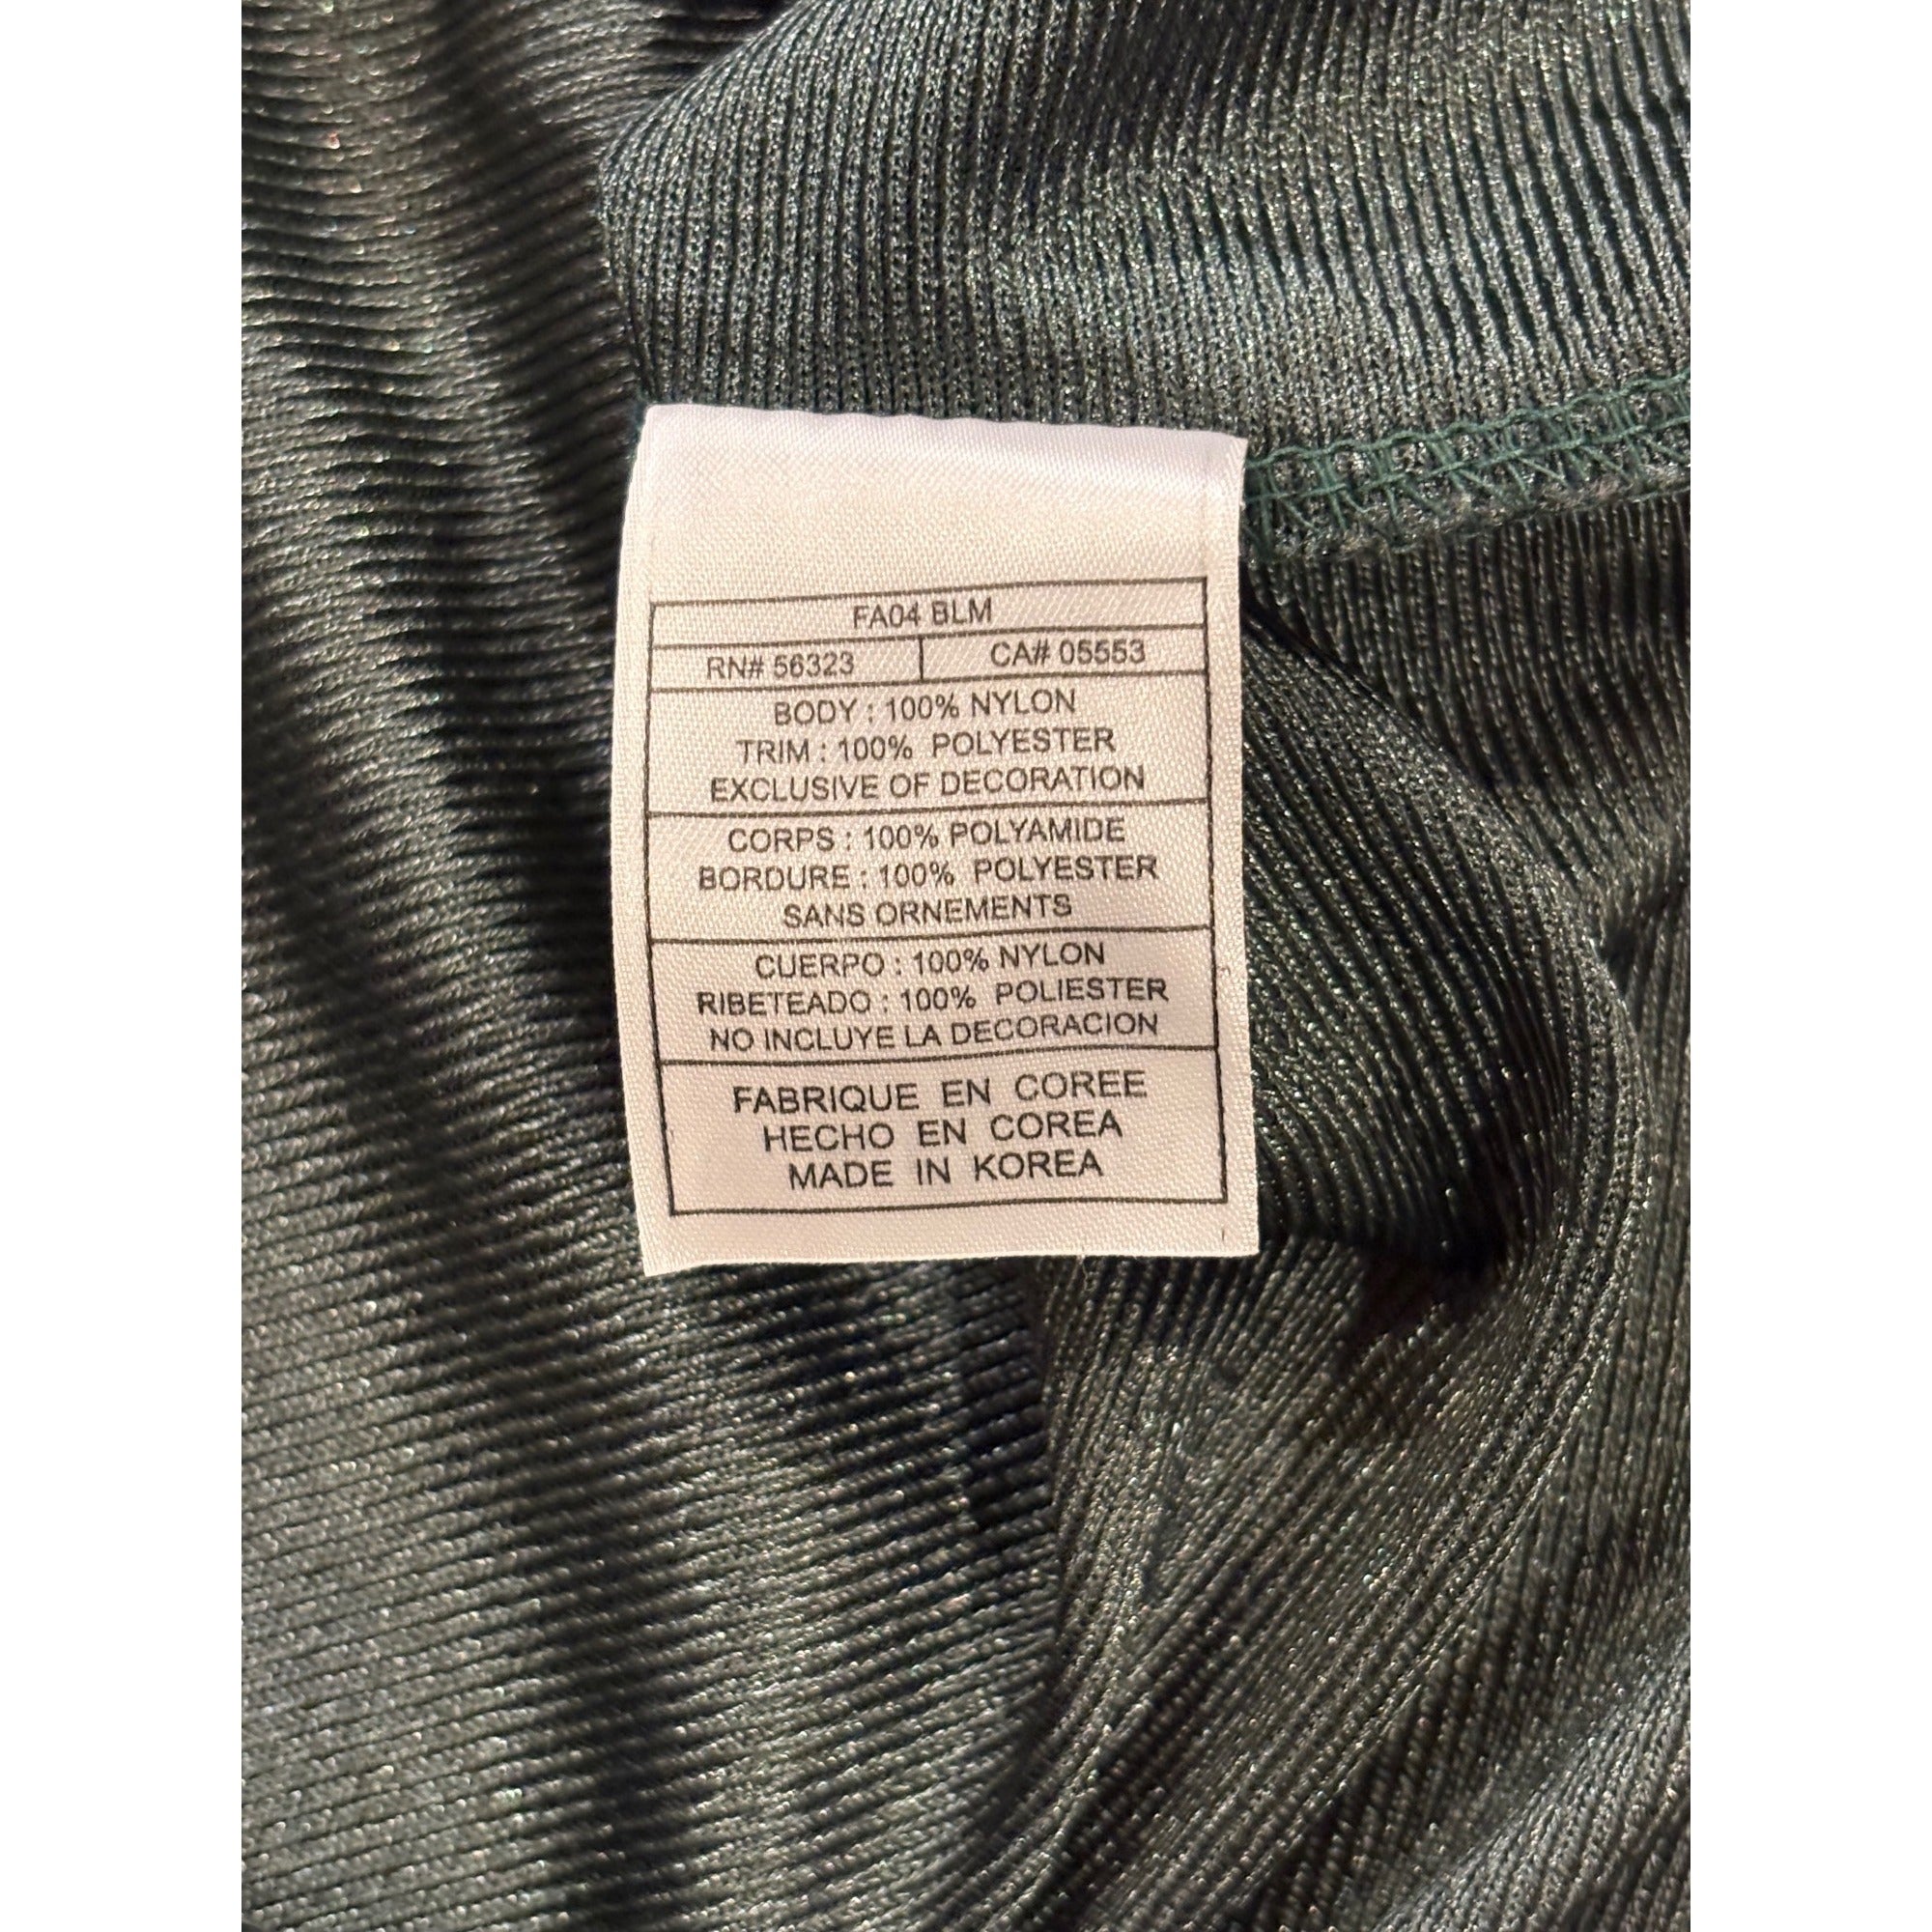 FA04 BLM
RN# 56323 CA# 05553
BODY : 100% NYLON
TRIM : 100% POLYESTER
EXCLUSIVE OF DECORATION
CORPS : 100% POLYAMIDE
BORDURE : 100% POLYESTER
SANS ORNEMENTS
CUERPO : 100% NYLON
RIBETEADO : 100% POLIESTER
NO INCLUYE LA DECORACION
FABRIQUE EN COREE
HECHO EN COREA
MADE IN KOREA